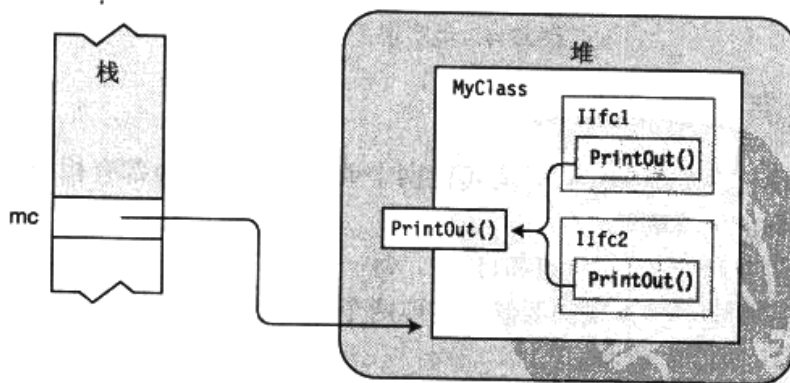 栈
堆
MyClass
IIfc1
PrintOut()
mc
PrintOut()
IIfc2
PrintOut()